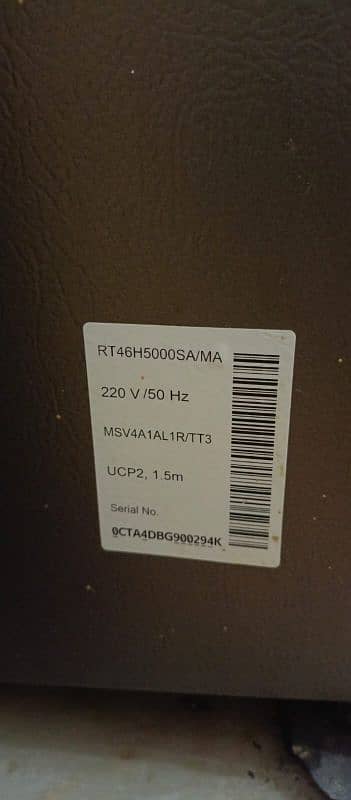 RT46H5000SA/MA
220 V/50 Hz
MSV4A1AL1R/TT3
UCP2, 1.5m
Serial No.
0CTA4DBG900294K